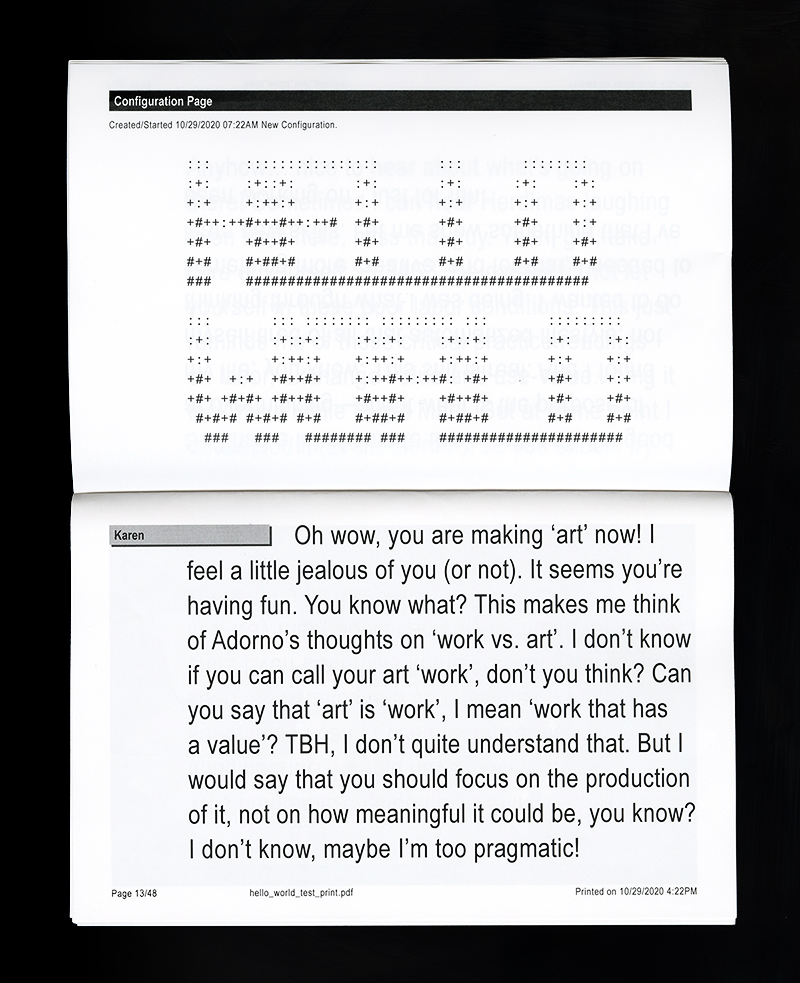 Configuration Page
Created/Started 10/29/2020 07:22AM New Configuration.
Karen
Oh wow, you are making ‘art’ now! I
feel a little jealous of you (or not). It seems you’re
having fun. You know what? This makes me think
of Adorno’s thoughts on ‘work vs. art’. I don’t know
if you can call your art ‘work’, don’t you think? Can
you say that ‘art’ is ‘work’, I mean ‘work that has
a value’? TBH, I don’t quite understand that. But I
would say that you should focus on the production
of it, not on how meaningful it could be, you know?
I don’t know, maybe I’m too pragmatic!
Page 13/48 hello_world_test_print.pdf Printed on 10/29/2020 4:22PM